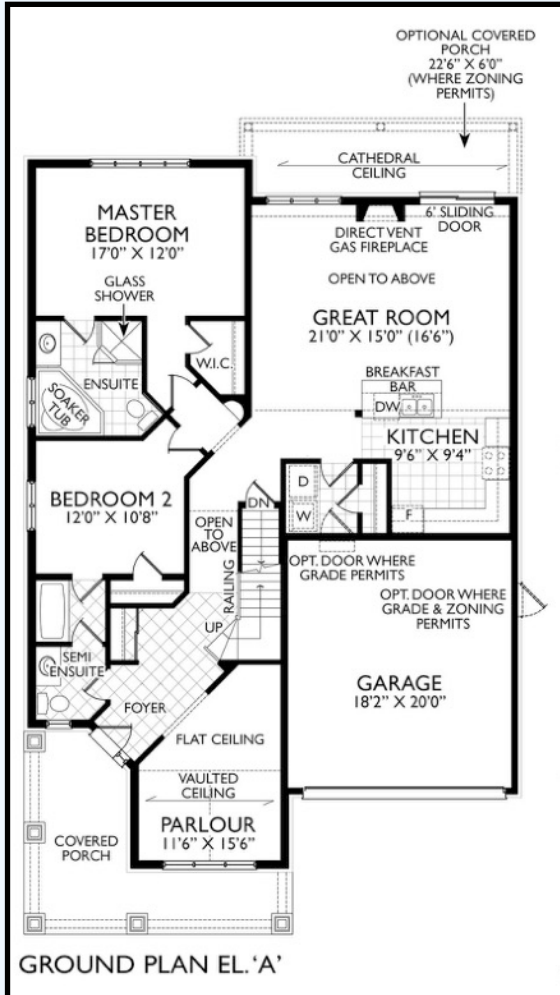 OPTIONAL COVERED
PORCH
22'6" X 6'0"
(WHERE ZONING
PERMITS)
CATHEDRAL
CEILING
MASTER
BEDROOM
17'0" X 12'0"
GLASS
SHOWER
6' SLIDING
DOOR
DIRECT VENT
GAS FIREPLACE
OPEN TO ABOVE
GREAT ROOM
21'0" X 15'0" (16'6")
W.I.C.
ENSUITE
SOAKER
TUB
BREAKFAST
BAR
DW
KITCHEN
9'6" X 9'4"
BEDROOM 2
12'0" X 10'8"
D
W
F
DN
OPEN
TO
ABOVE
RAILING
UP
OPT. DOOR WHERE
GRADE PERMITS
OPT. DOOR WHERE
GRADE & ZONING
PERMITS
SEMI
ENSUITE
FOYER
GARAGE
18'2" X 20'0"
FLAT CEILING
VAULTED
CEILING
PARLOUR
11'6" X 15'6"
COVERED
PORCH
GROUND PLAN EL. 'A'